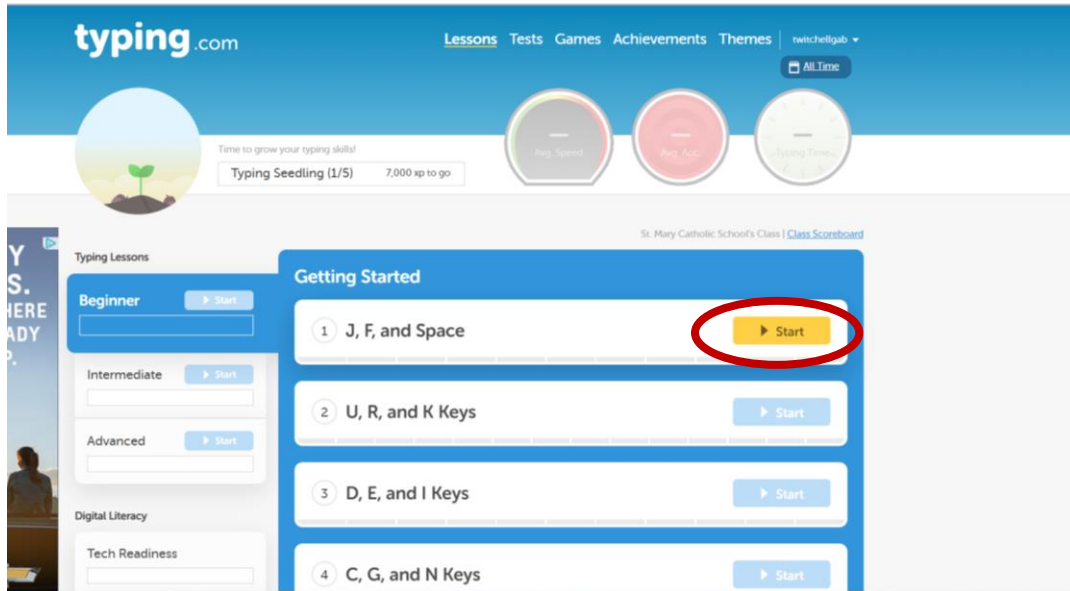 typing.com
Lessons Tests Games Achievements Themes twitchellgab
All Time
Time to grow your typing skills!
Typing Seedling (1/5) 7,000 xp to go
Avg. Speed
Avg. Acc.
Typing Time
St. Mary Catholic School's Class | Class Scoreboard
Typing Lessons
Beginner Start
Intermediate Start
Advanced Start
Digital Literacy
Tech Readiness
Getting Started
1 J, F, and Space Start
2 U, R, and K Keys Start
3 D, E, and I Keys Start
4 C, G, and N Keys Start